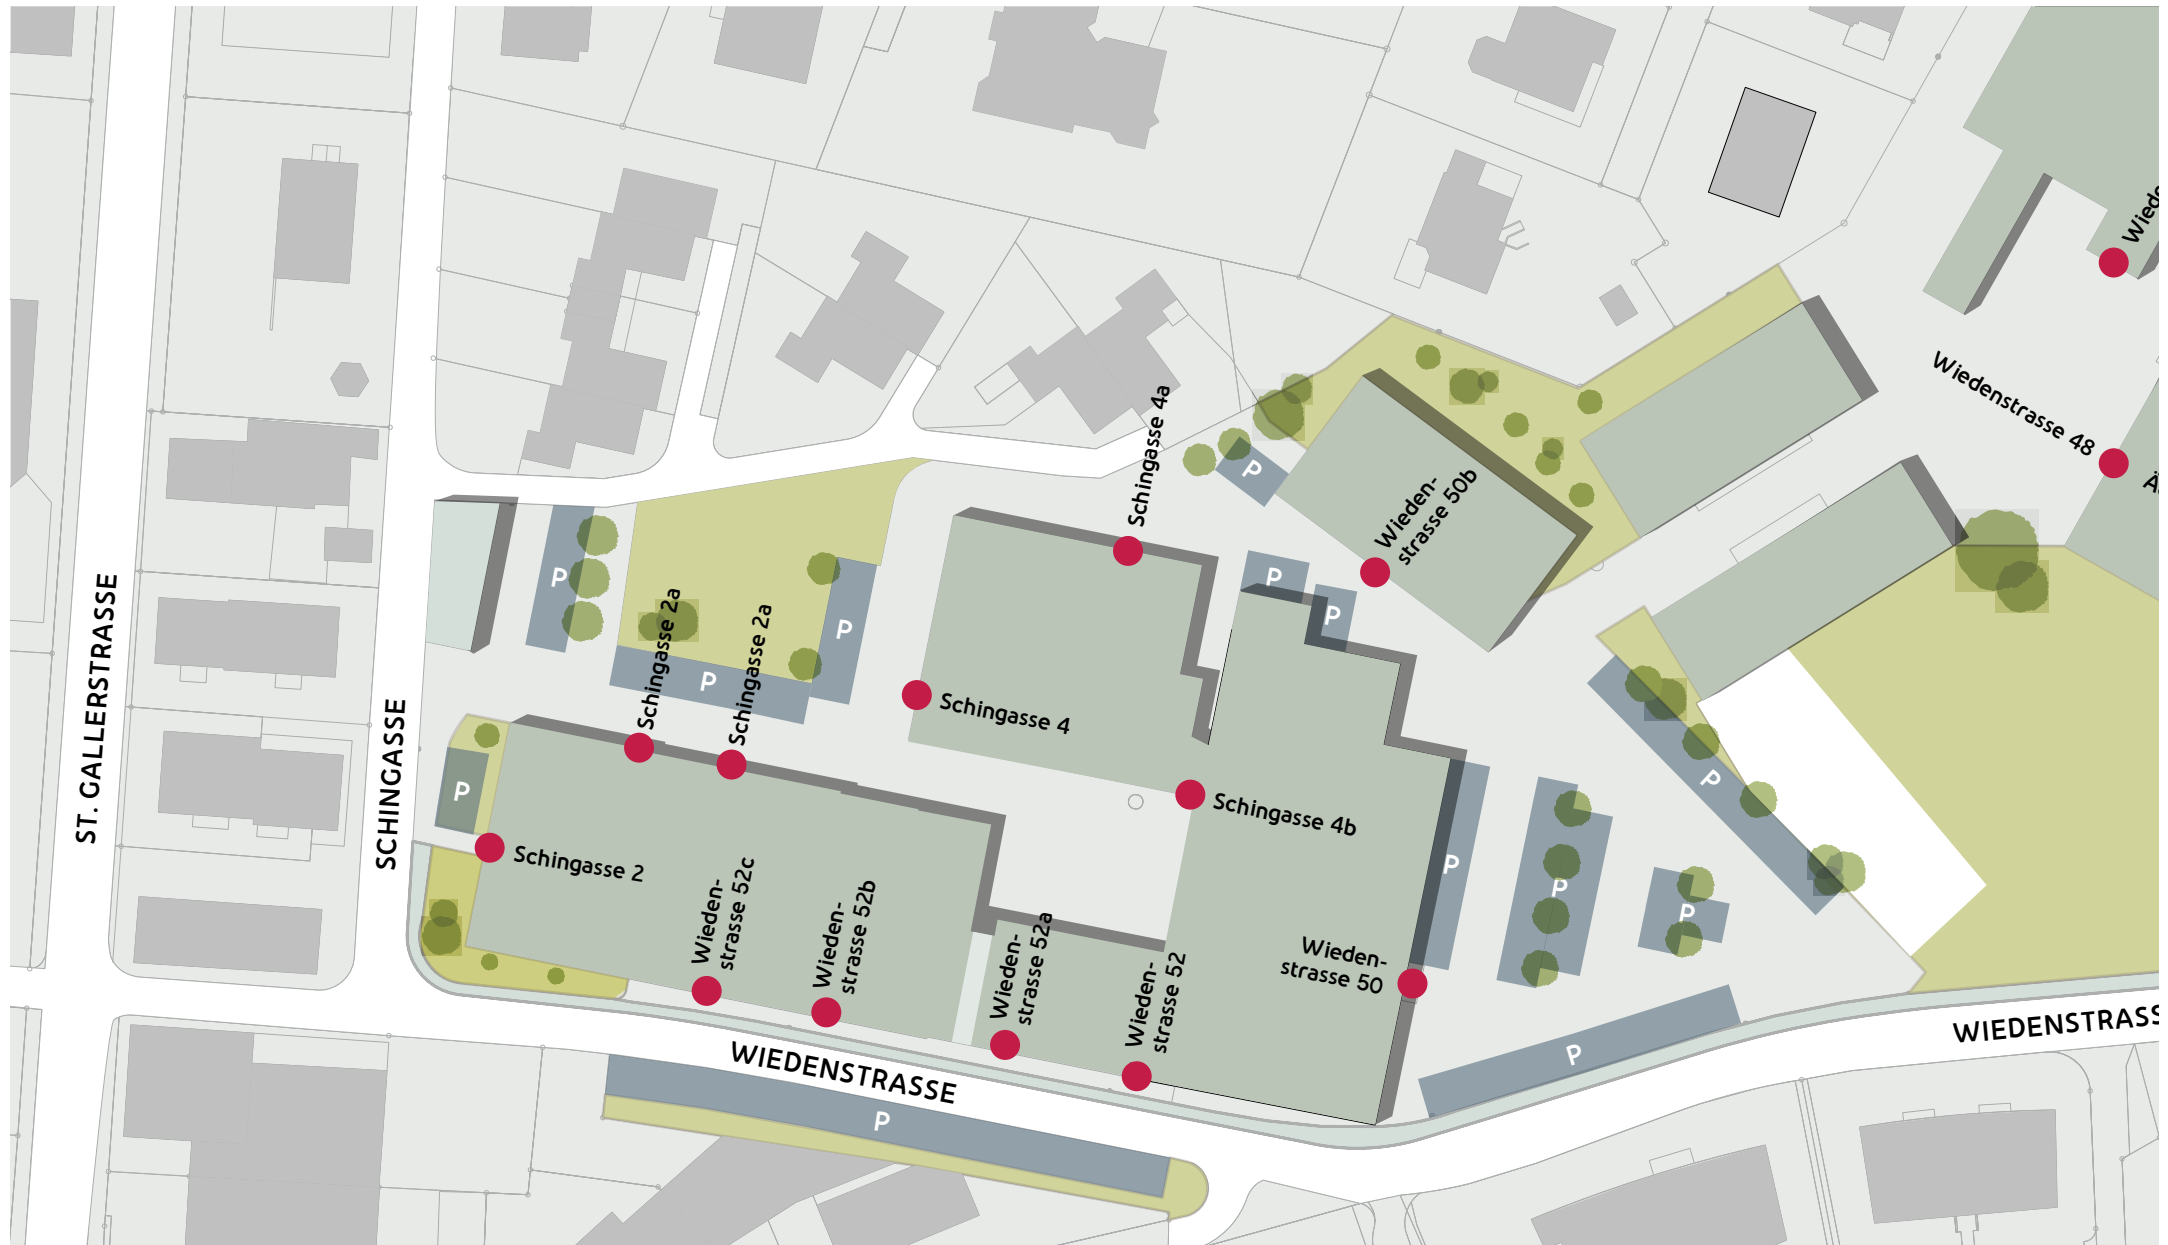 Wiede
Wiedenstrasse 48
Schingasse 4a
P
Wieden-
strasse 50b
P
P
P
P
P
Schingasse 2a
Schingasse 2a
P
Schingasse 4
ST. GALLERSTRASSE
SCHINGASSE
P
Schingasse 4b
P
Schingasse 2
P
P
P
Wieden-
strasse 52c
Wieden-
strasse 52b
Wieden-
strasse 52a
Wieden-
strasse 52
Wieden-
strasse 50
WIEDENSTRASSE
WIEDENSTRASS
P
P